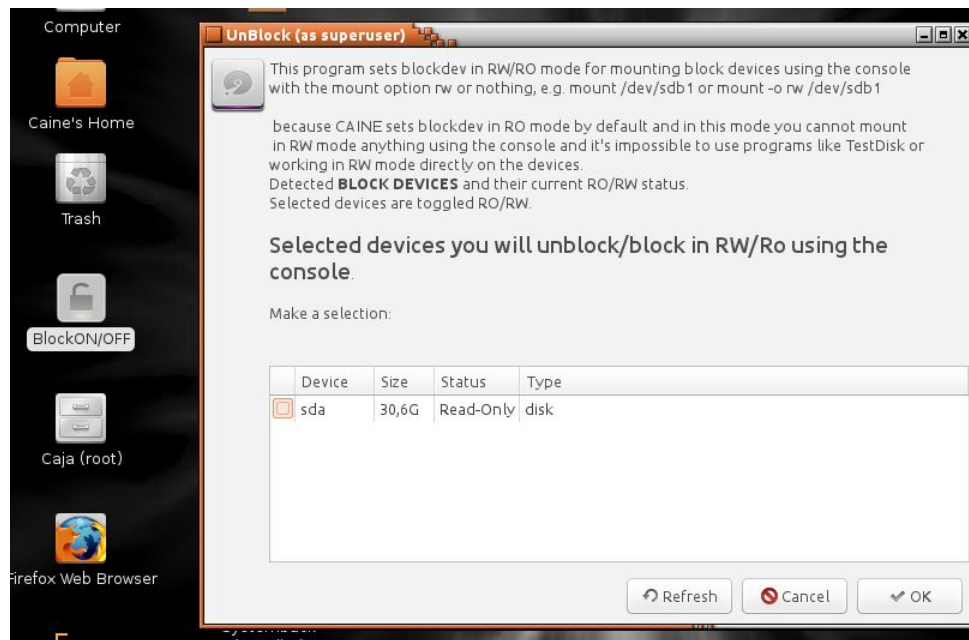 Computer
Caine's Home
Trash
BlockON/OFF
Caja (root)
Firefox Web Browser
UnBlock (as superuser)
This program sets blockdev in RW/RO mode for mounting block devices using the console
with the mount option rw or nothing, e.g. mount /dev/sdb1 or mount -o rw /dev/sdb1
because CAINE sets blockdev in RO mode by default and in this mode you cannot mount
in RW mode anything using the console and it's impossible to use programs like TestDisk or
working in RW mode directly on the devices.
Detected BLOCK DEVICES and their current RO/RW status.
Selected devices are toggled RO/RW.
Selected devices you will unblock/block in RW/Ro using the
console.
Make a selection:
Device Size Status Type
sda 30,6G Read-Only disk
Refresh Cancel OK